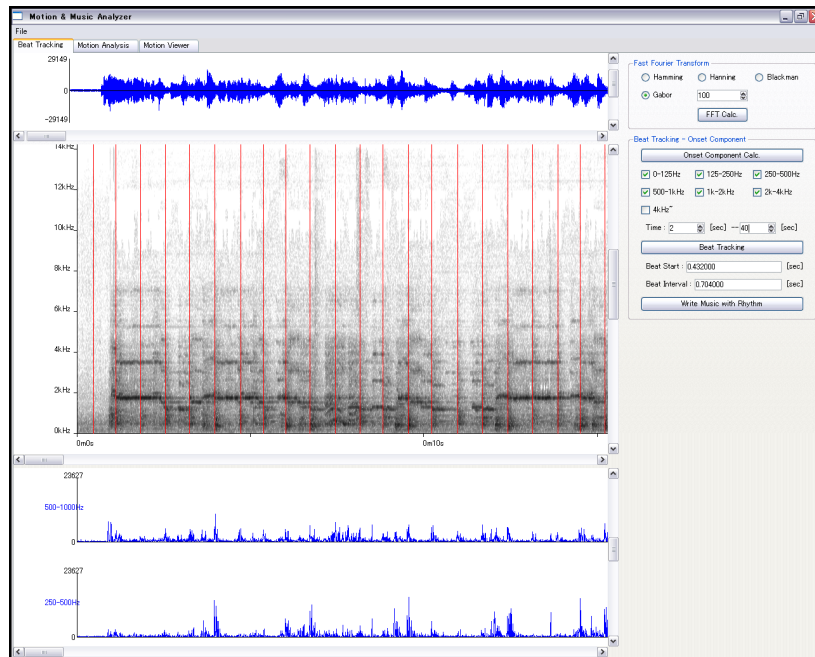 Motion & Music Analyzer
File
Beat Tracking Motion Analysis Motion Viewer
29149
0
-29149
14kHz
12kHz
10kHz
8kHz
6kHz
4kHz
2kHz
0kHz
0m0s 0m10s
23627
500-1000Hz
0
23627
250-500Hz
0
Fast Fourier Transform
Hamming Hanning Blackman
Gabor 100
FFT Calc.
Beat Tracking - Onset Component
Onset Component Calc.
0-125Hz 125-250Hz 250-500Hz
500-1kHz 1k-2kHz 2k-4kHz
4kHz~
Time : 2 [sec] -- 40 [sec]
Beat Tracking
Beat Start : 0.432000 [sec]
Beat Interval : 0.704000 [sec]
Write Music with Rhythm